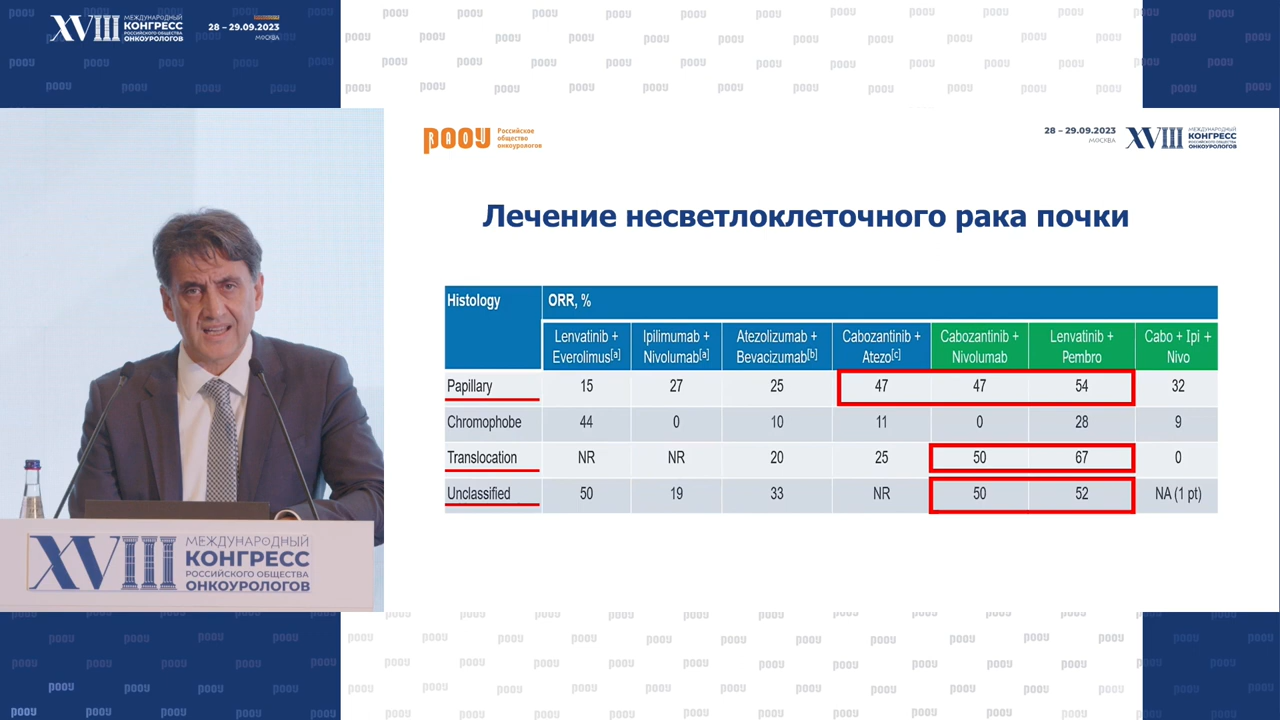 XVIII МЕЖДУНАРОДНЫЙ
КОНГРЕСС
РОССИЙСКОГО ОБЩЕСТВА
ОНКОУРОЛОГОВ
28 – 29.09.2023
МОСКВА
РООУ Российское
общество
онкоурологов
28 – 29.09.2023
МОСКВА
XVIII МЕЖДУНАРОДНЫЙ
КОНГРЕСС
РОССИЙСКОГО ОБЩЕСТВА
ОНКОУРОЛОГОВ
Лечение несветлоклеточного рака почки
Histology ORR, %
Lenvatinib + Everolimus[a] Ipilimumab + Nivolumab[a] Atezolizumab + Bevacizumab[b] Cabozantinib + Atezo[c] Cabozantinib + Nivolumab Lenvatinib + Pembro Cabo + Ipi + Nivo
Papillary 15 27 25 47 47 54 32
Chromophobe 44 0 10 11 0 28 9
Translocation NR NR 20 25 50 67 0
Unclassified 50 19 33 NR 50 52 NA (1 pt)
XVIII МЕЖДУНАРОДНЫЙ
КОНГРЕСС
РОССИЙСКОГО ОБЩЕСТВА
ОНКОУРОЛОГОВ